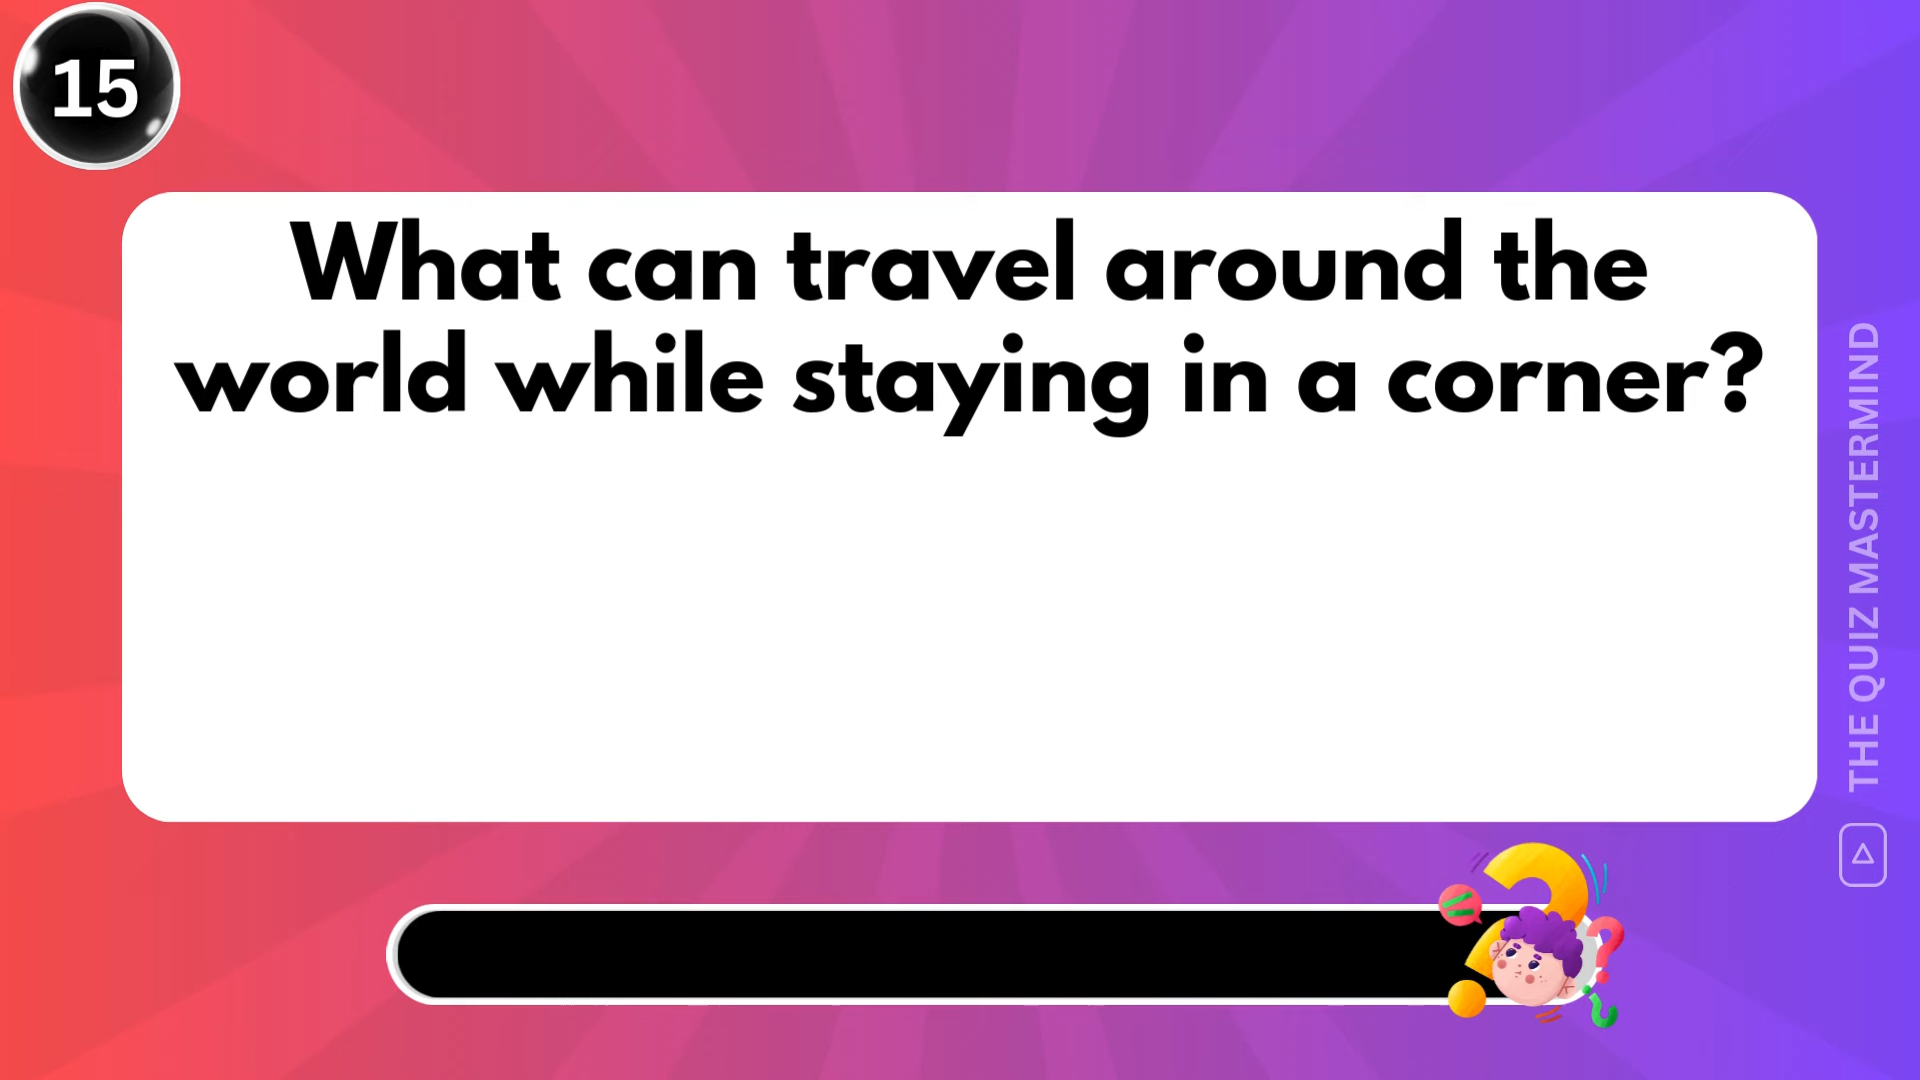 15
What can travel around the
world while staying in a corner?
THE QUIZ MASTERMIND